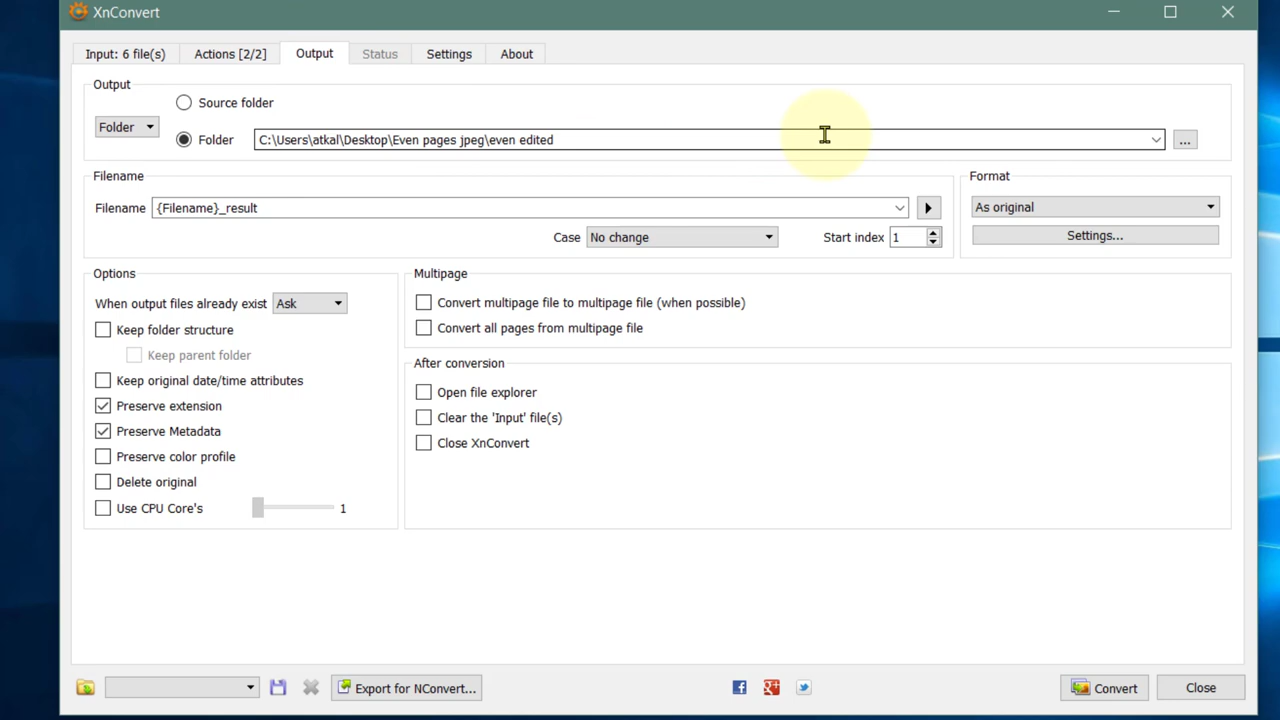 XnConvert
Input: 6 file(s) Actions [2/2] Output Status Settings About
Output
Folder
Source folder
Folder C:\Users\atkal\Desktop\Even pages jpeg\even edited ...
Filename
Filename {Filename}_result
Case No change Start index 1
Format
As original
Settings...
Options
When output files already exist Ask
Keep folder structure
Keep parent folder
Keep original date/time attributes
Preserve extension
Preserve Metadata
Preserve color profile
Delete original
Use CPU Core's 1
Multipage
Convert multipage file to multipage file (when possible)
Convert all pages from multipage file
After conversion
Open file explorer
Clear the 'Input' file(s)
Close XnConvert
Export for NConvert... Convert Close